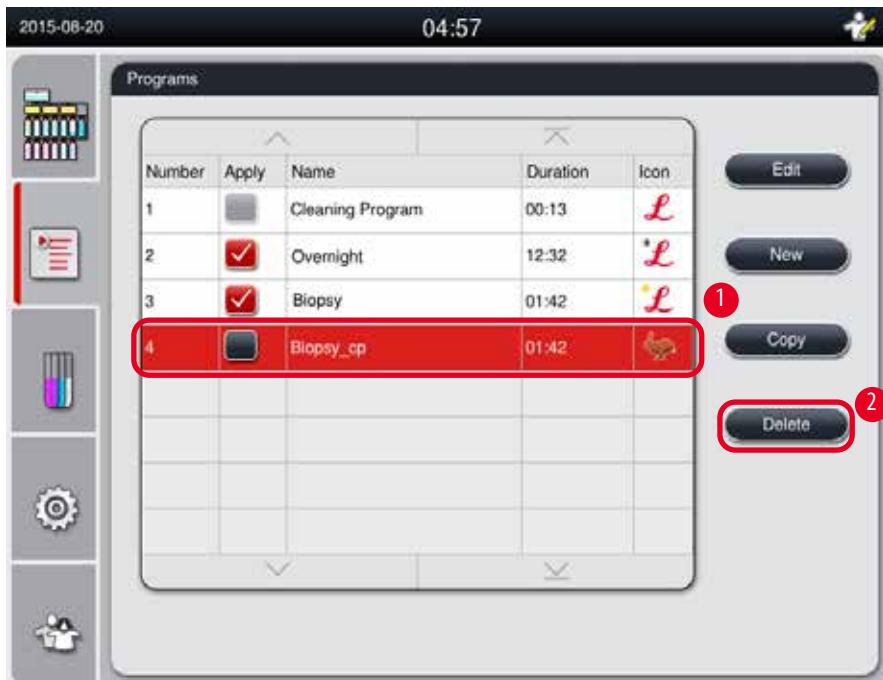 2015-08-20 04:57
Programs
Number Apply Name Duration Icon
1 Cleaning Program 00:13 L
2 Overnight 12:32 L
3 Biopsy 01:42 L
4 Biopsy_cp 01:42
Edit
New
1
Copy
2
Delete